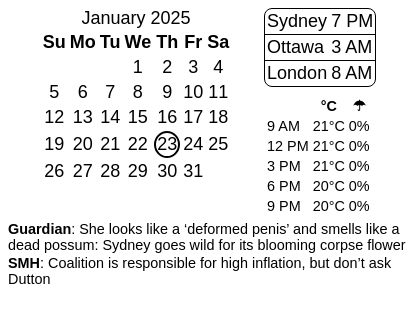 January 2025
Su Mo Tu We Th Fr Sa
1 2 3 4
5 6 7 8 9 10 11
12 13 14 15 16 17 18
19 20 21 22 23 24 25
26 27 28 29 30 31
Sydney 7 PM
Ottawa 3 AM
London 8 AM
°C ☂
9 AM 21°C 0%
12 PM 21°C 0%
3 PM 21°C 0%
6 PM 20°C 0%
9 PM 20°C 0%
Guardian: She looks like a ‘deformed penis’ and smells like a
dead possum: Sydney goes wild for its blooming corpse flower
SMH: Coalition is responsible for high inflation, but don’t ask
Dutton